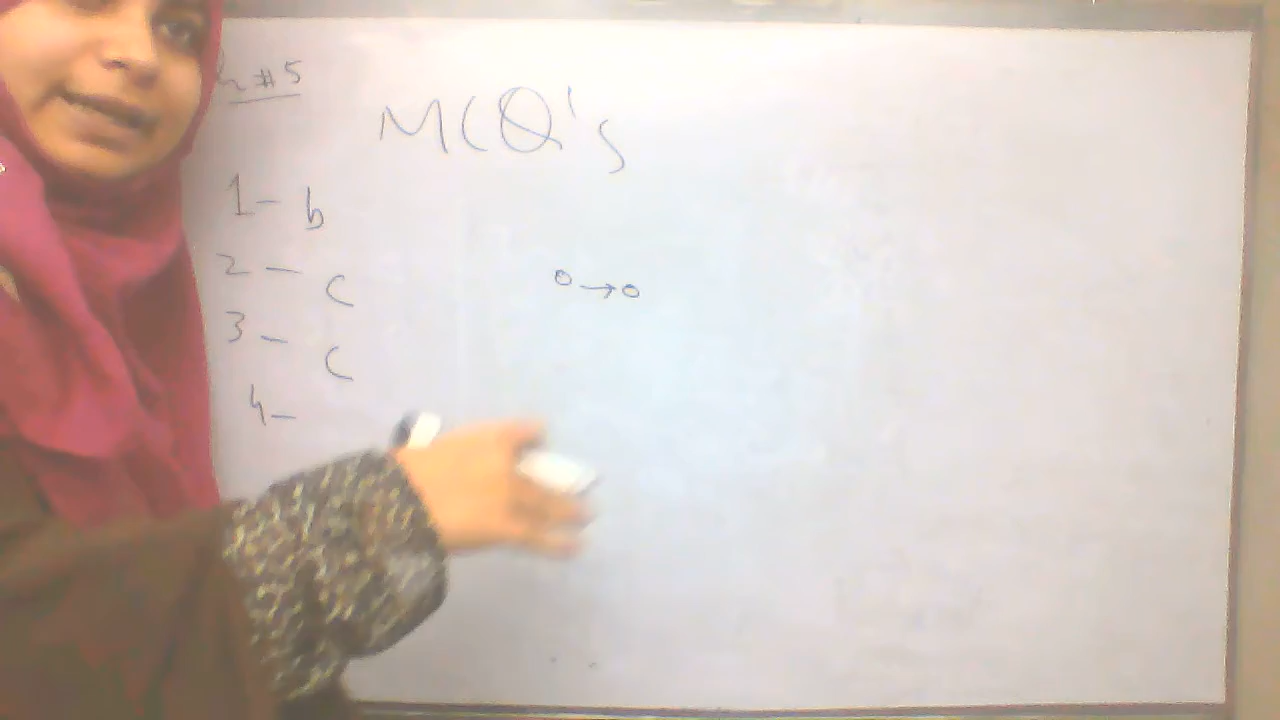 #5
MCQ's
1- b
2- c
o→o
3- c
4-